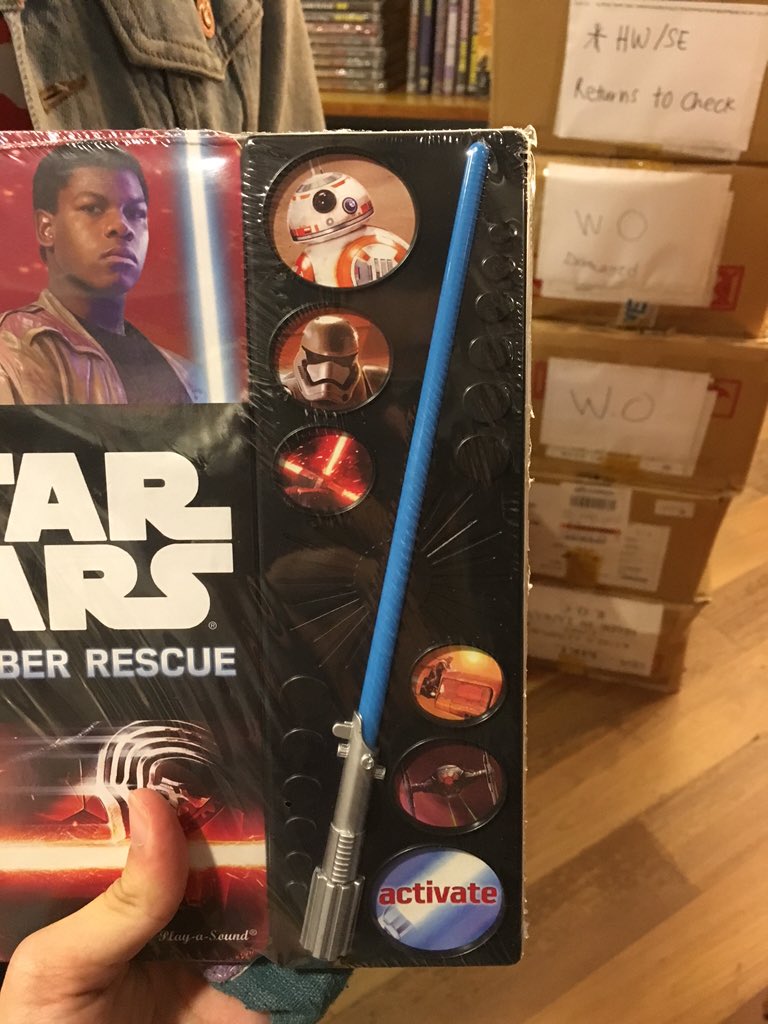 * HW/SE
Returns to Check
W O
Damaged
W.O
TAR
ARS
BER RESCUE
activate
Play-a-Sound®